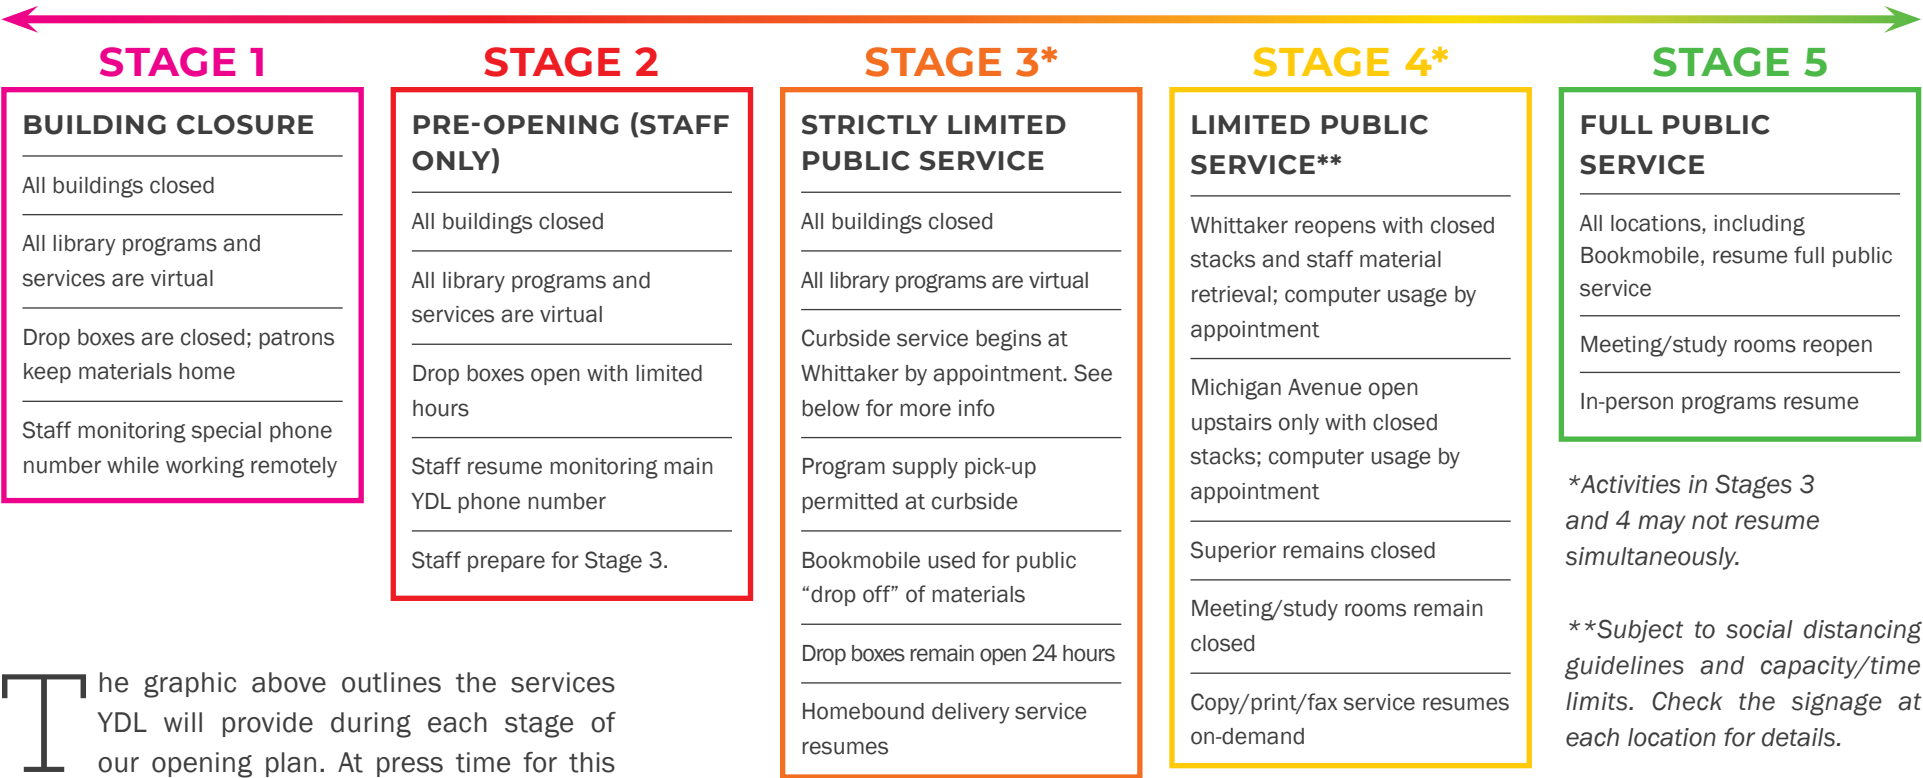 STAGE 1
BUILDING CLOSURE
All buildings closed
All library programs and
services are virtual
Drop boxes are closed; patrons
keep materials home
Staff monitoring special phone
number while working remotely
STAGE 2
PRE-OPENING (STAFF
ONLY)
All buildings closed
All library programs and
services are virtual
Drop boxes open with limited
hours
Staff resume monitoring main
YDL phone number
Staff prepare for Stage 3.
STAGE 3*
STRICTLY LIMITED
PUBLIC SERVICE
All buildings closed
All library programs are virtual
Curbside service begins at
Whittaker by appointment. See
below for more info
Program supply pick-up
permitted at curbside
Bookmobile used for public
“drop off” of materials
Drop boxes remain open 24 hours
Homebound delivery service
resumes
STAGE 4*
LIMITED PUBLIC
SERVICE**
Whittaker reopens with closed
stacks and staff material
retrieval; computer usage by
appointment
Michigan Avenue open
upstairs only with closed
stacks; computer usage by
appointment
Superior remains closed
Meeting/study rooms remain
closed
Copy/print/fax service resumes
on-demand
STAGE 5
FULL PUBLIC
SERVICE
All locations, including
Bookmobile, resume full public
service
Meeting/study rooms reopen
In-person programs resume
*Activities in Stages 3
and 4 may not resume
simultaneously.
**Subject to social distancing
guidelines and capacity/time
limits. Check the signage at
each location for details.
The graphic above outlines the services
YDL will provide during each stage of
our opening plan. At press time for this